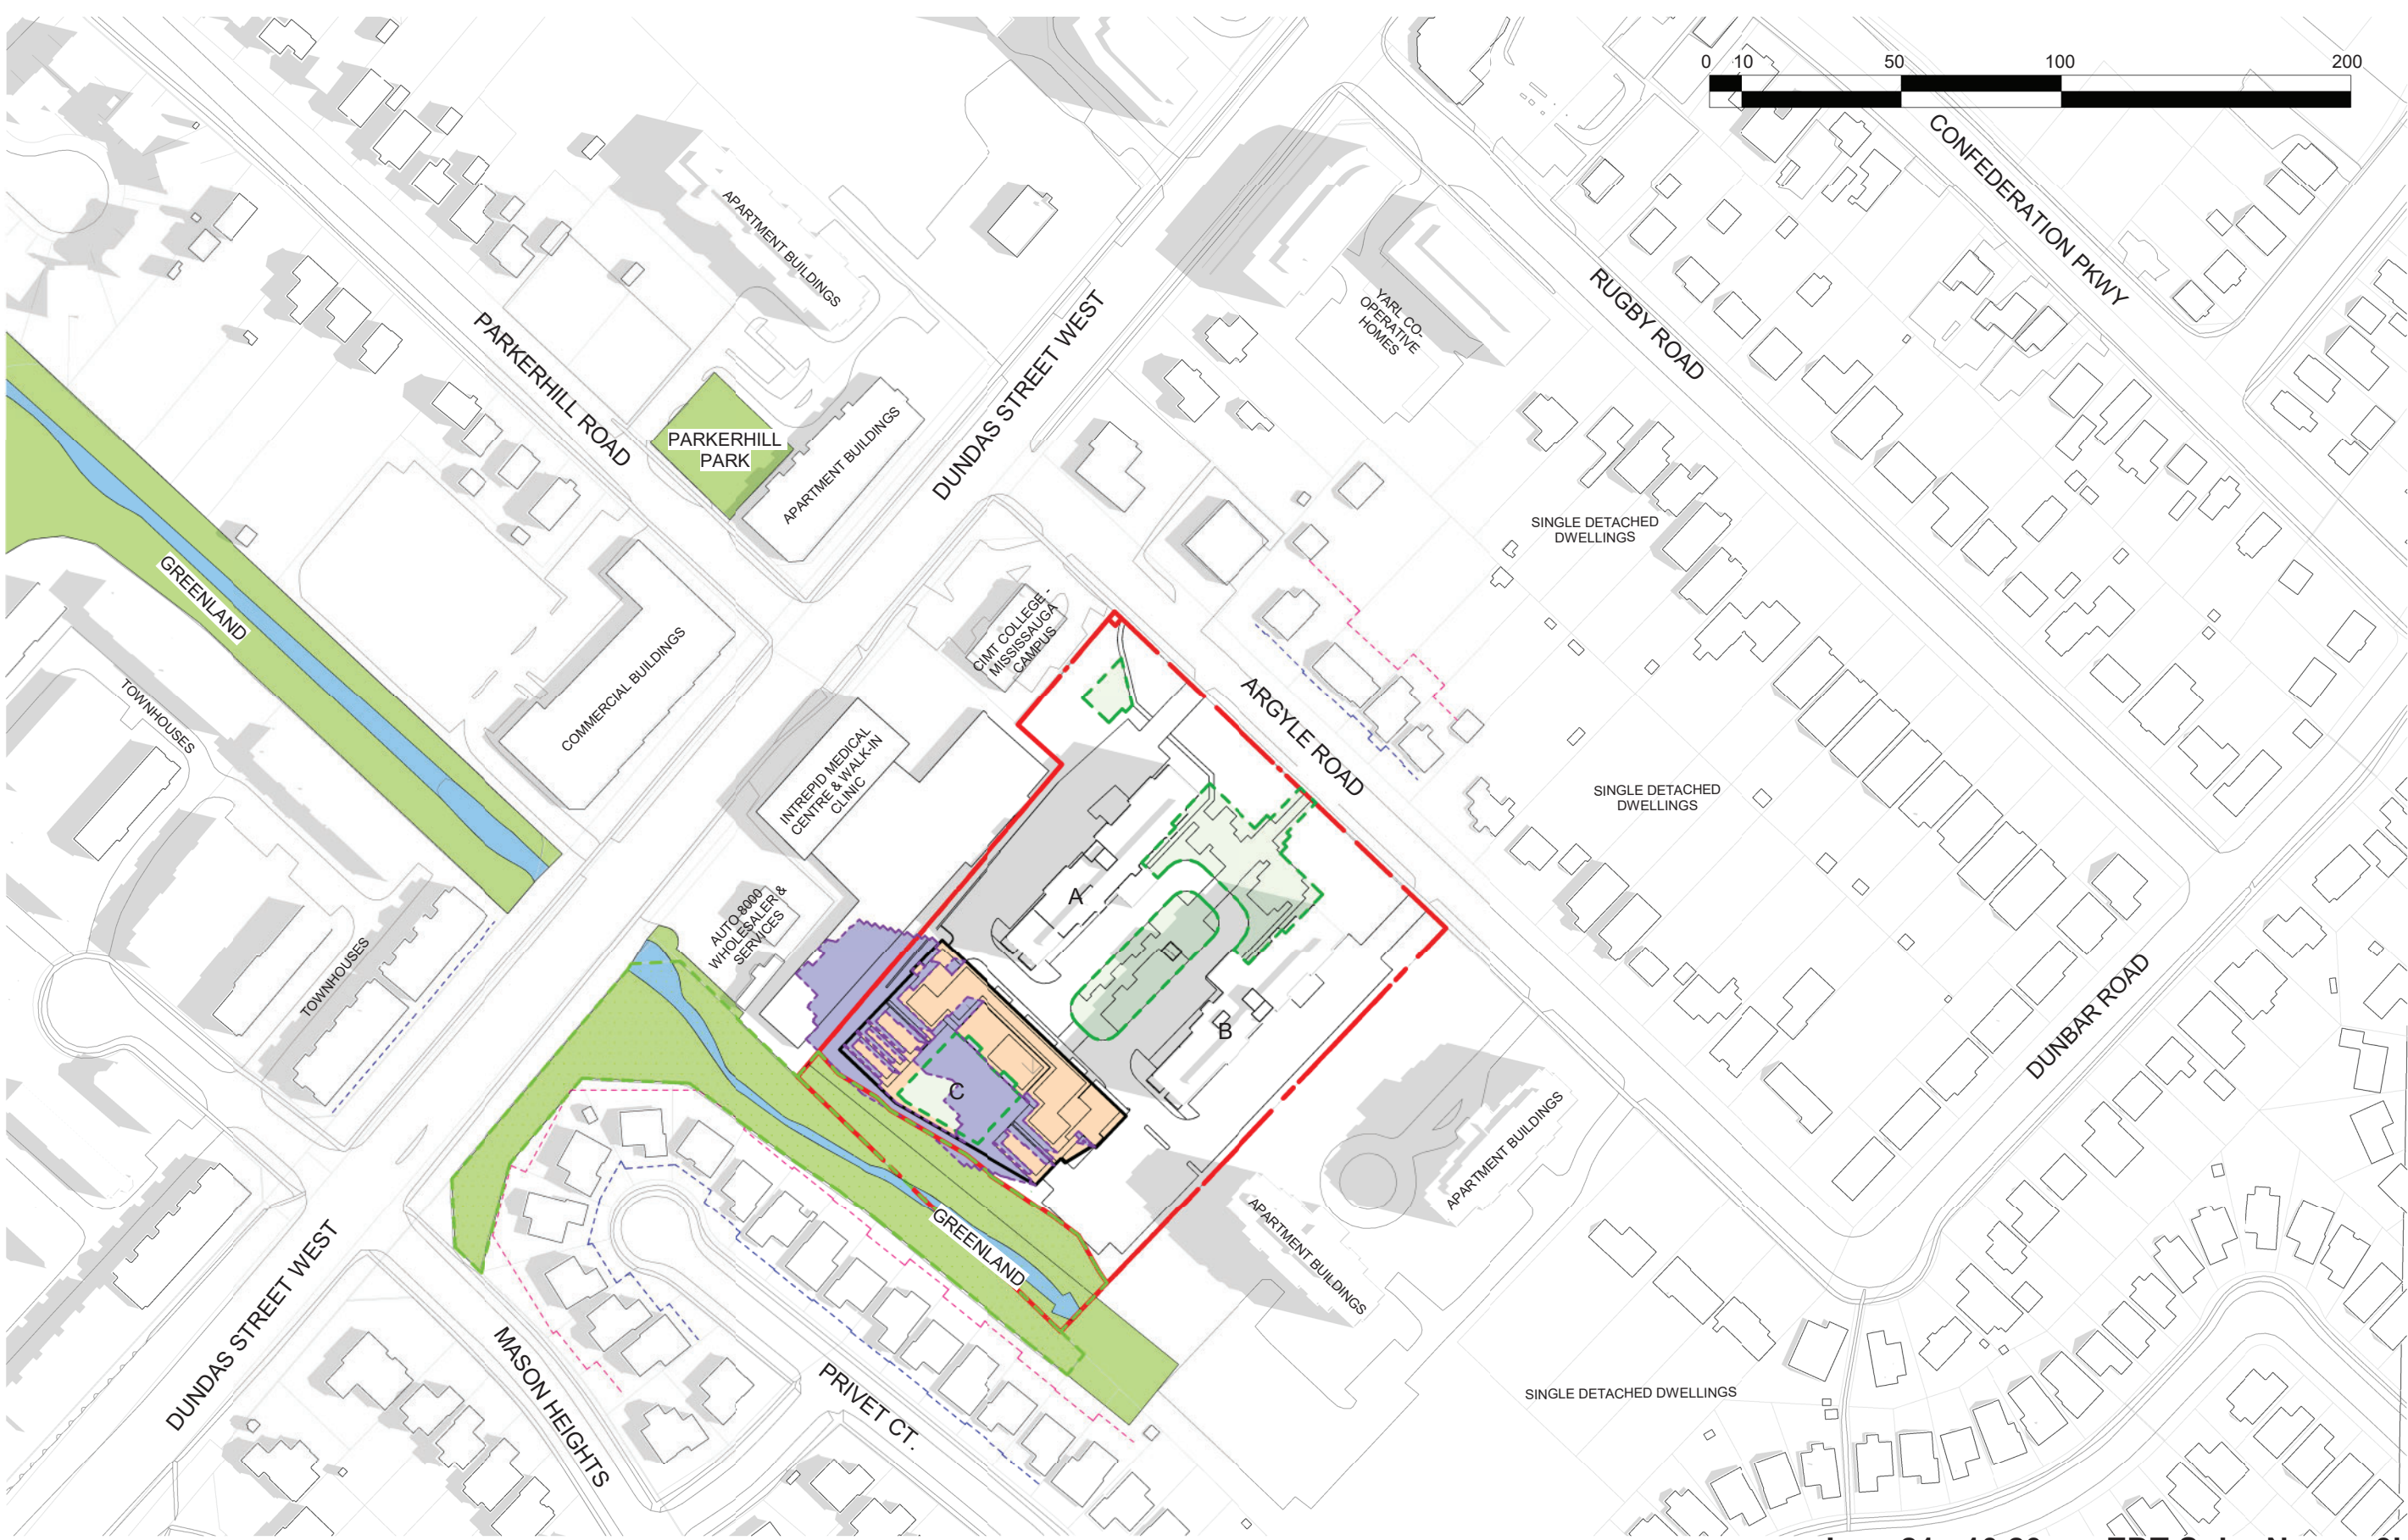 0 10 50 100 200
CONFEDERATION PKWY
APARTMENT BUILDINGS
YARL CO-
OPERATIVE
HOMES
RUGBY ROAD
PARKERHILL ROAD
DUNDAS STREET WEST
PARKERHILL
PARK
APARTMENT BUILDINGS
SINGLE DETACHED
DWELLINGS
GREENLAND
CIMT COLLEGE -
MISSISSAUGA
CAMPUS
COMMERCIAL BUILDINGS
TOWNHOUSES
ARGYLE ROAD
INTREPID MEDICAL
CENTRE & WALK-IN
CLINIC
SINGLE DETACHED
DWELLINGS
A
AUTO 8000
WHOLESALER &
SERVICES
TOWNHOUSES
B
DUNBAR ROAD
C
APARTMENT BUILDINGS
GREENLAND
APARTMENT BUILDINGS
DUNDAS STREET WEST
MASON HEIGHTS
PRIVET CT.
SINGLE DETACHED DWELLINGS